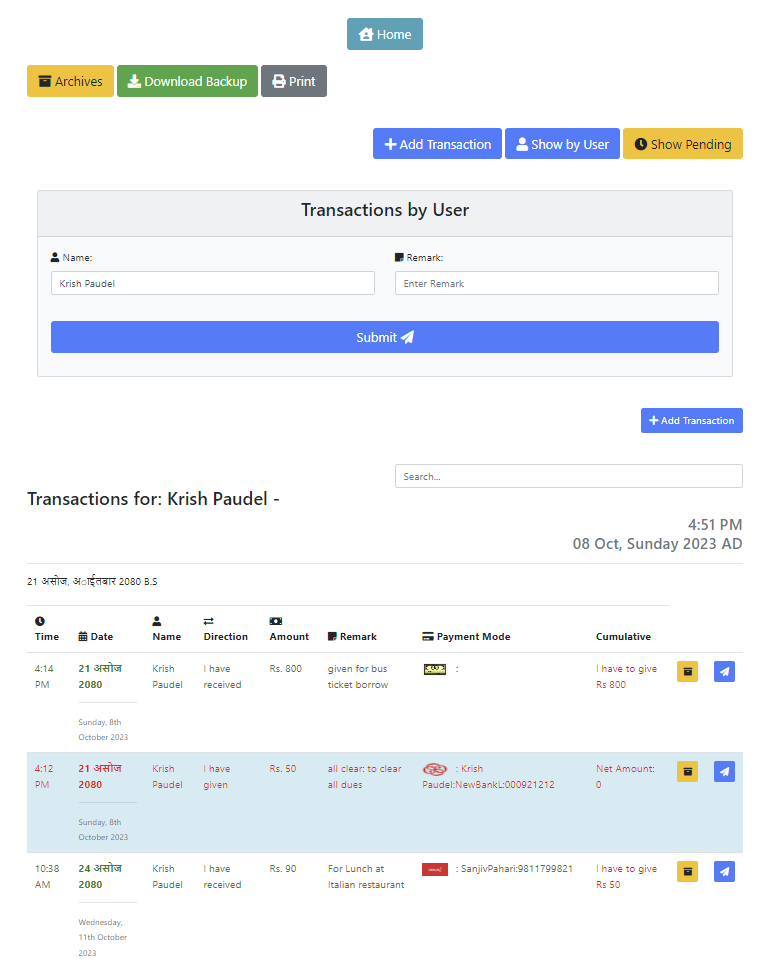 Home
Archives Download Backup Print
Add Transaction Show by User Show Pending
Transactions by User
Name: Remark:
Krish Paudel Enter Remark
Submit
Add Transaction
Search...
Transactions for: Krish Paudel -
4:51 PM
08 Oct, Sunday 2023 AD
21 असोज, अाईतबार 2080 B.S
Time Date Name Direction Amount Remark Payment Mode Cumulative
4:14 21 असोज Krish I have Rs. 800 given for bus : I have to give
PM 2080 Paudel received ticket borrow Rs 800
Sunday, 8th
October 2023
4:12 21 असोज Krish I have Rs. 50 all clear: to clear : Krish Net Amount:
PM 2080 Paudel given all dues Paudel:NewBankL:000921212 0
Sunday, 8th
October 2023
10:38 24 असोज Krish I have Rs. 90 For Lunch at : SanjivPahari:9811799821 I have to give
AM 2080 Paudel received Italian restaurant Rs 50
Wednesday,
11th October
2023